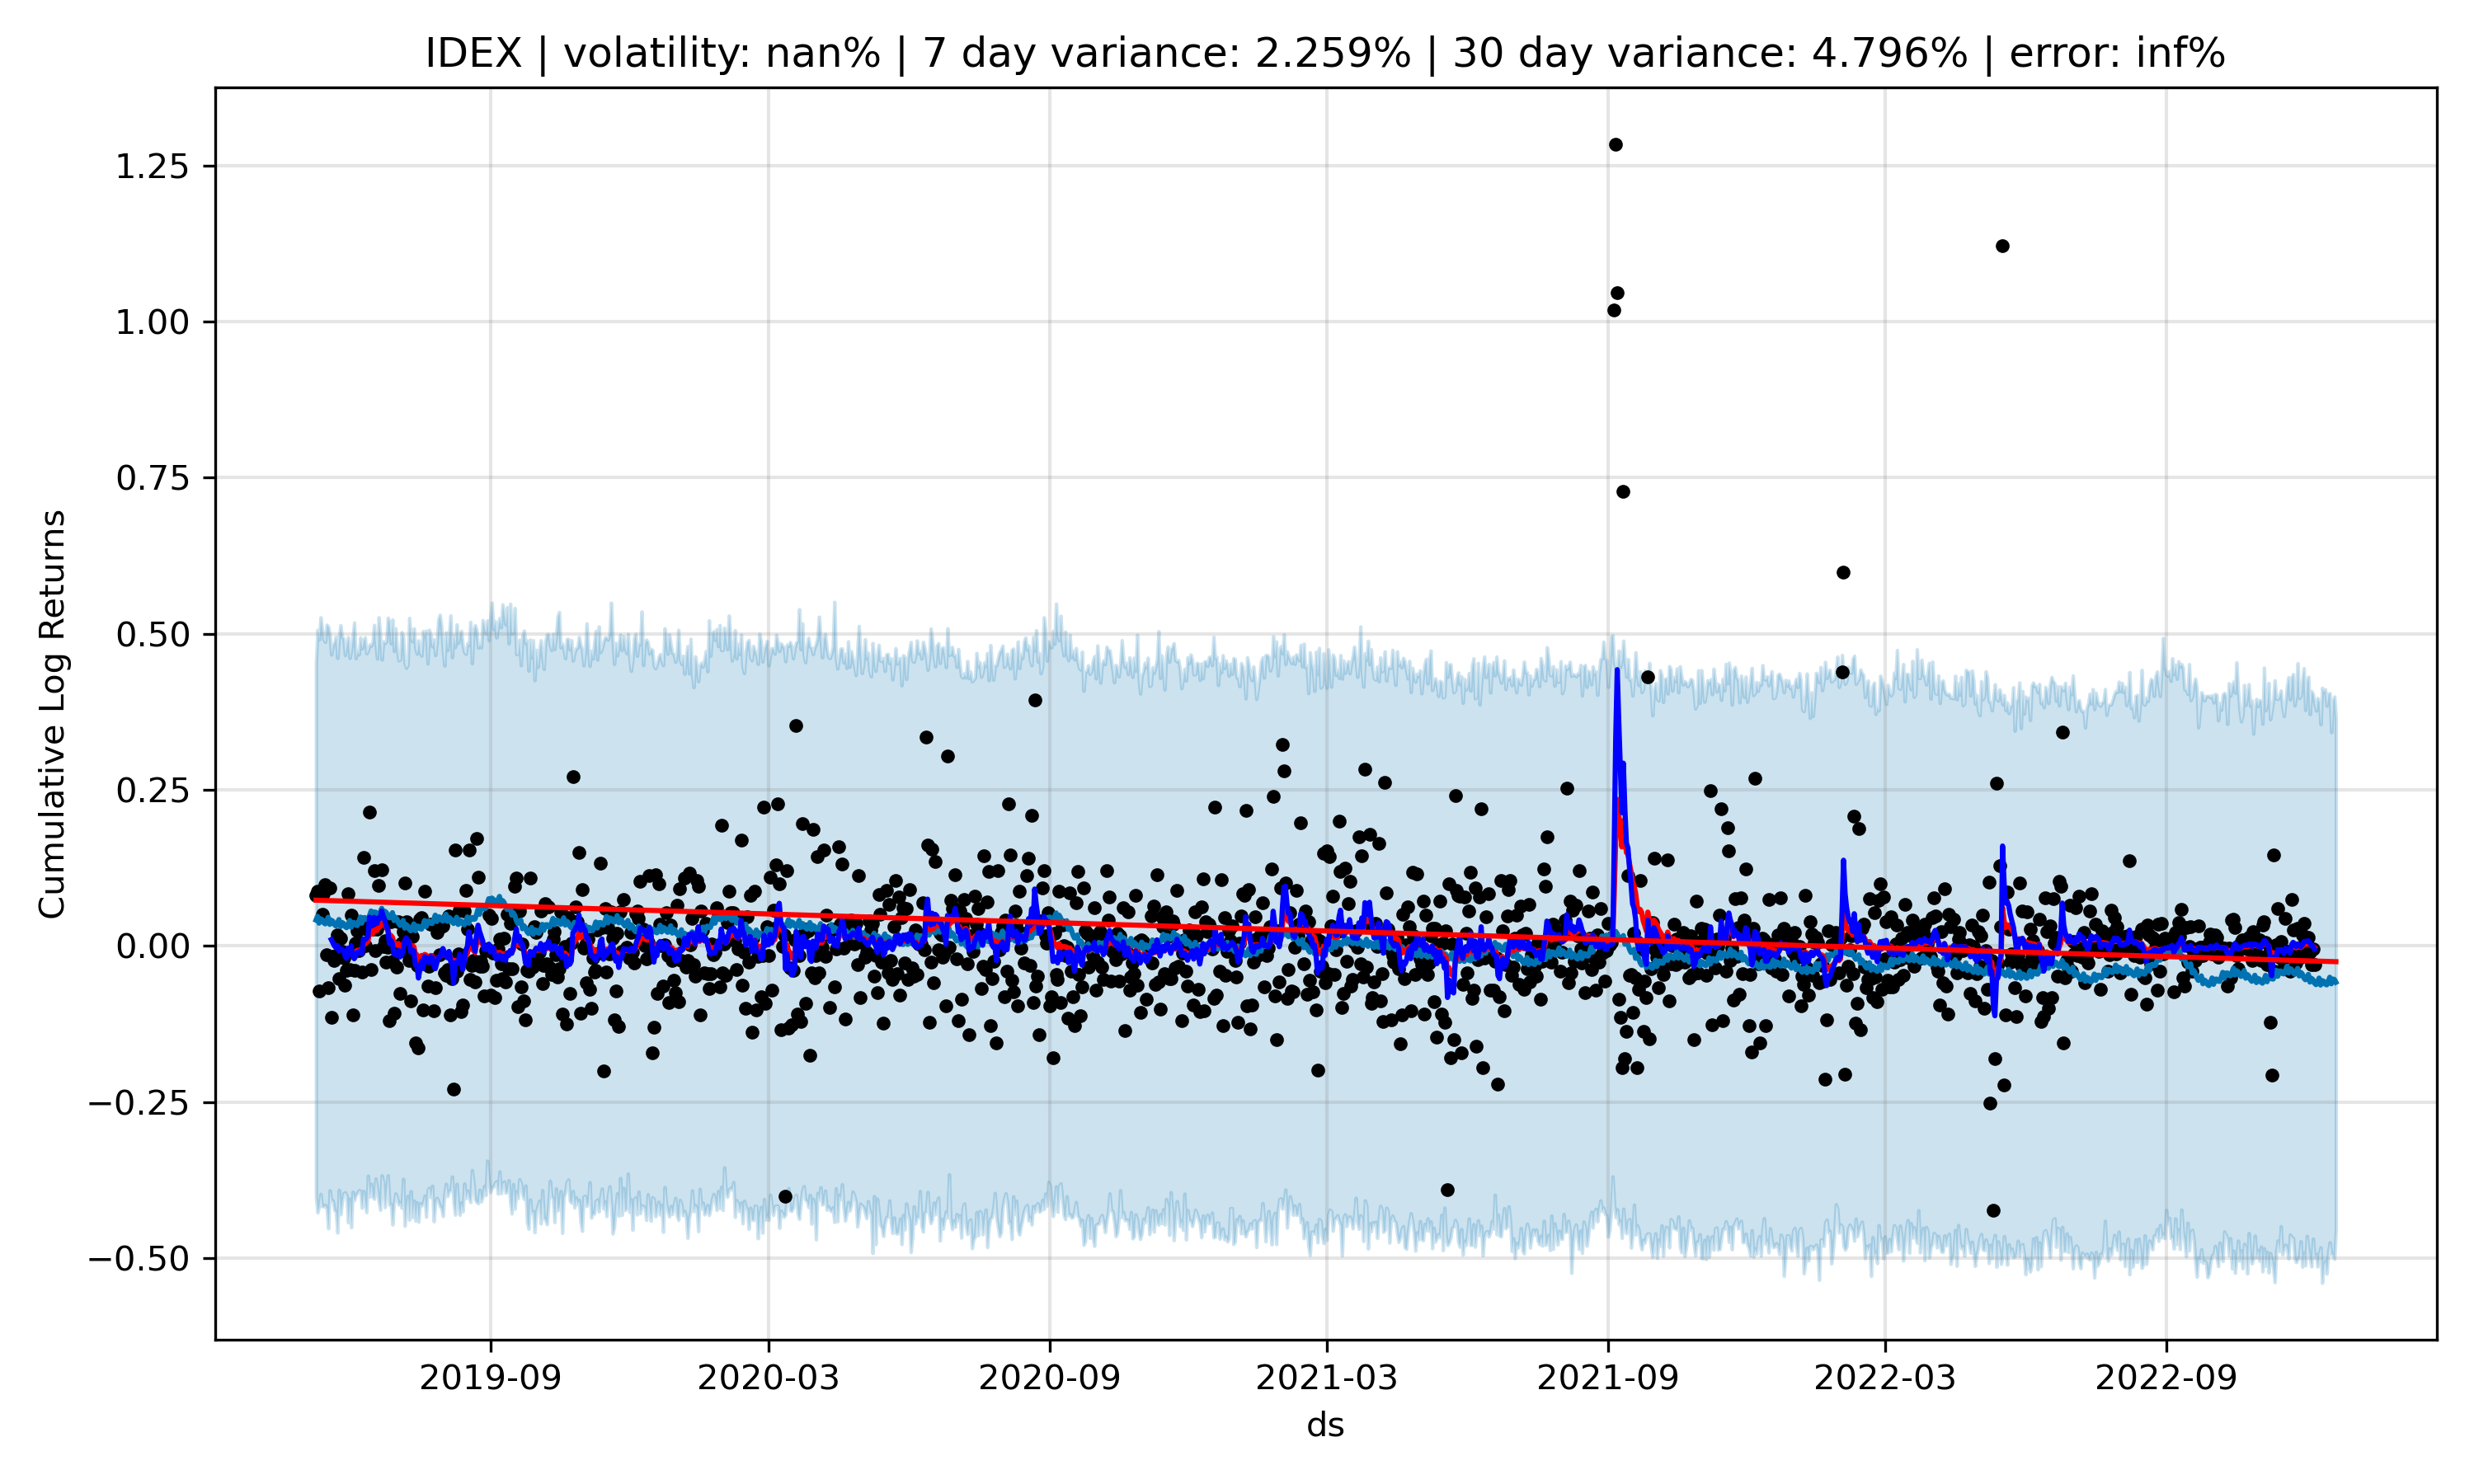 IDEX | volatility: nan% | 7 day variance: 2.259% | 30 day variance: 4.796% | error: inf%
1.25
1.00
0.75
0.50
0.25
0.00
−0.25
−0.50
Cumulative Log Returns
2019-09 2020-03 2020-09 2021-03 2021-09 2022-03 2022-09
ds